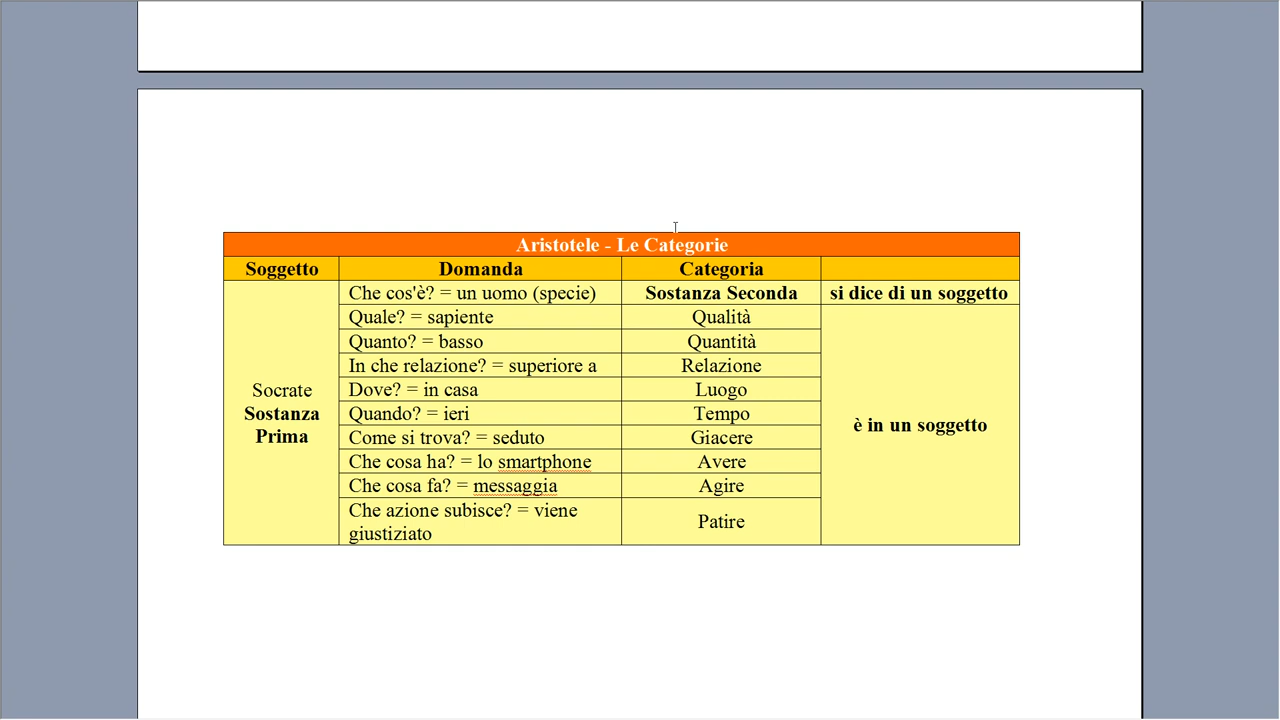 Aristotele - Le Categorie
Soggetto Domanda Categoria
Socrate
Sostanza
Prima
Che cos'è? = un uomo (specie) Sostanza Seconda si dice di un soggetto
Quale? = sapiente Qualità
Quanto? = basso Quantità
In che relazione? = superiore a Relazione
Dove? = in casa Luogo
Quando? = ieri Tempo
Come si trova? = seduto Giacere
Che cosa ha? = lo smartphone Avere
Che cosa fa? = messaggia Agire
Che azione subisce? = viene
giustiziato
Patire
è in un soggetto